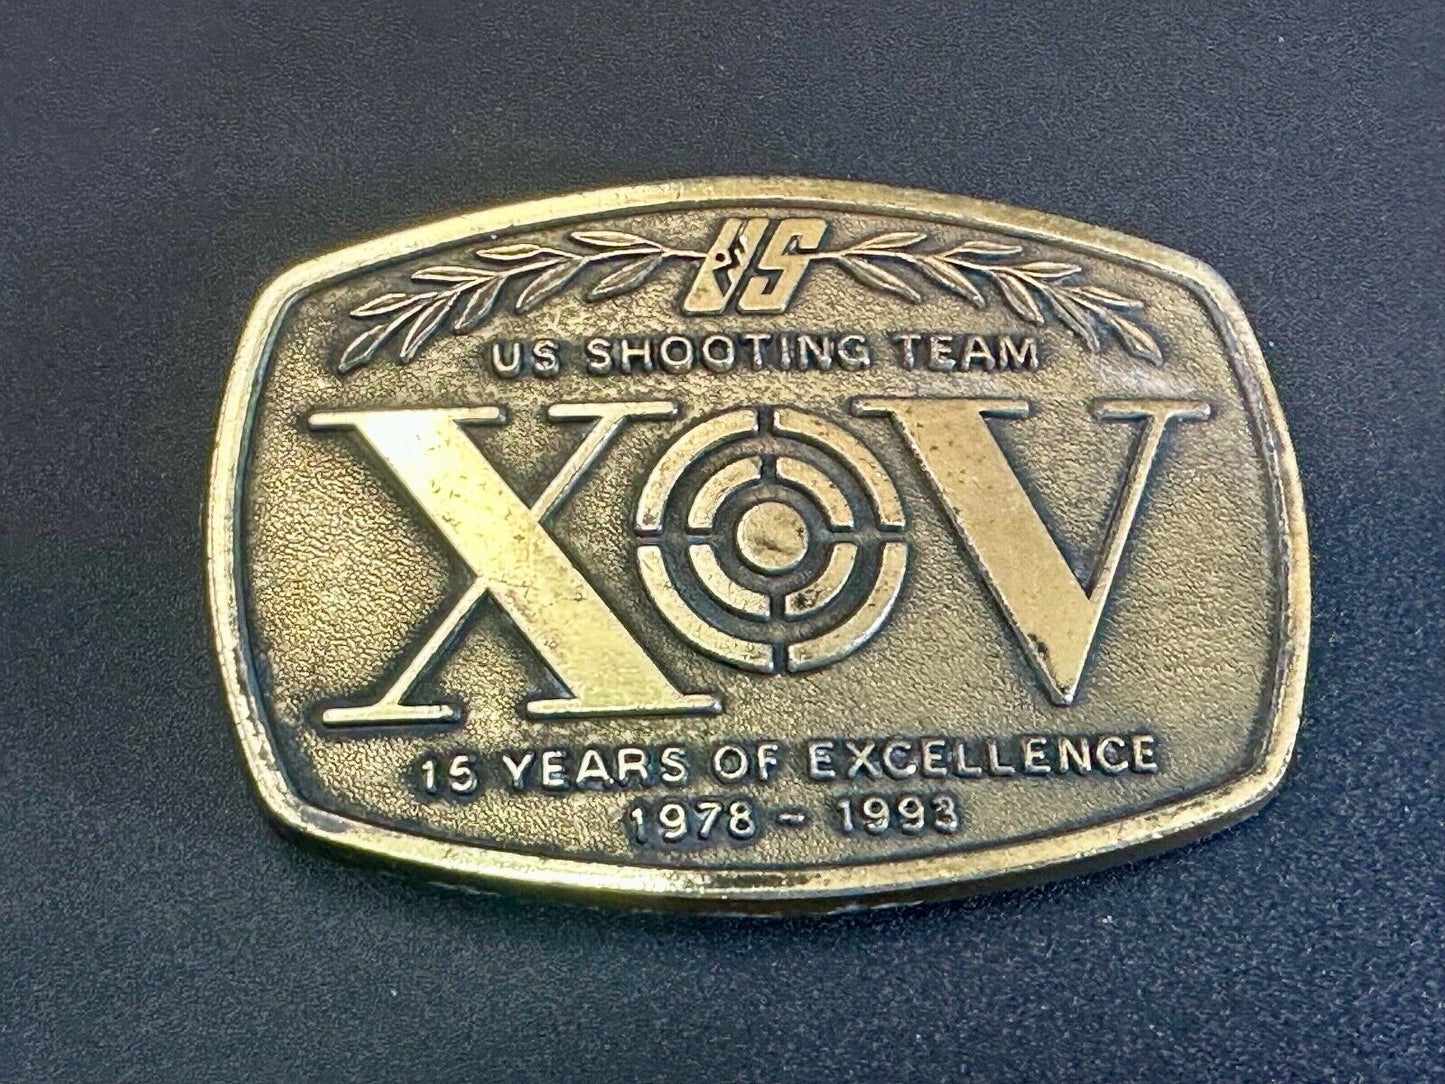 US
US SHOOTING TEAM
XV
15 YEARS OF EXCELLENCE
1978 - 1993